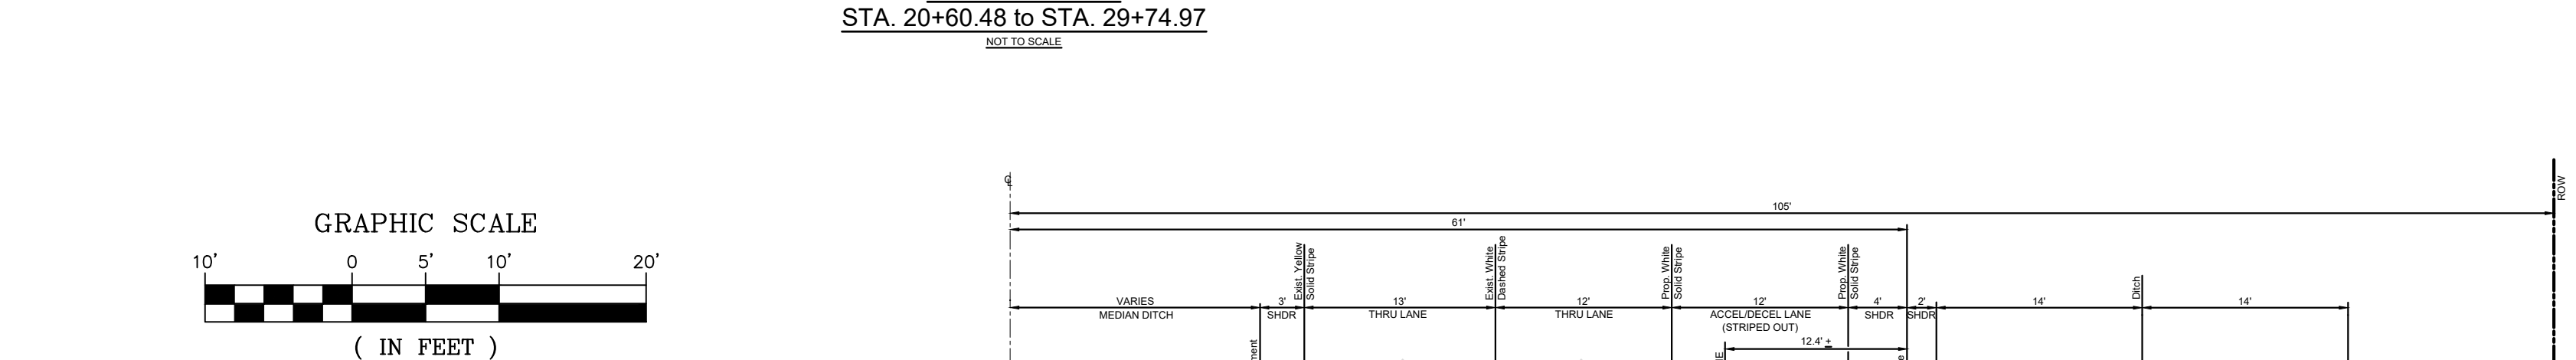 STA. 20+60.48 to STA. 29+74.97
NOT TO SCALE
GRAPHIC SCALE
10' 0 5' 10' 20'
( IN FEET )
℄
ROW
105'
61'
Exist. Yellow
Solid Stripe
Exist. White
Dashed Stripe
Prop. White
Solid Stripe
Prop. White
Solid Stripe
Ditch
VARIES 3' 13' 12' 12' 4' 2' 14' 14'
MEDIAN DITCH SHDR THRU LANE THRU LANE ACCEL/DECEL LANE SHDR SHDR
(STRIPED OUT)
12.4' ±